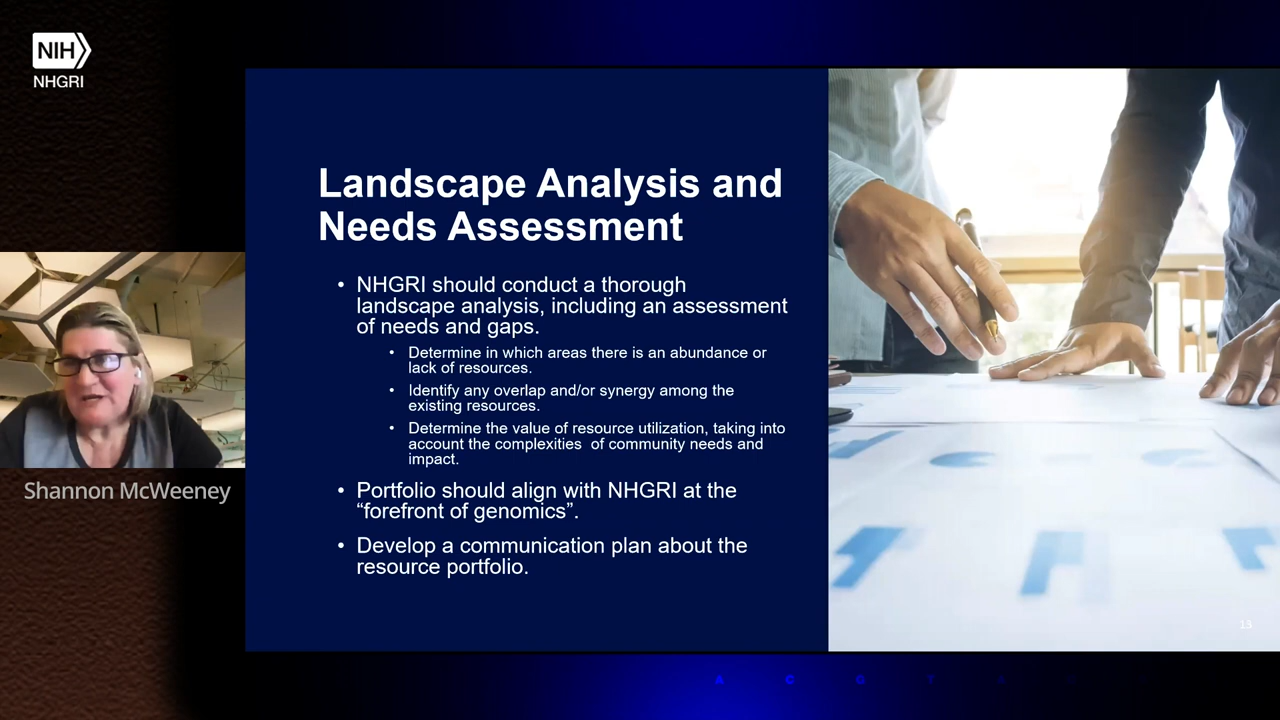 NIH
NHGRI
Landscape Analysis and
Needs Assessment
• NHGRI should conduct a thorough
landscape analysis, including an assessment
of needs and gaps.
• Determine in which areas there is an abundance or
lack of resources.
• Identify any overlap and/or synergy among the
existing resources.
• Determine the value of resource utilization, taking into
account the complexities of community needs and
impact.
• Portfolio should align with NHGRI at the
“forefront of genomics”.
• Develop a communication plan about the
resource portfolio.
Shannon McWeeney
13
A C G T